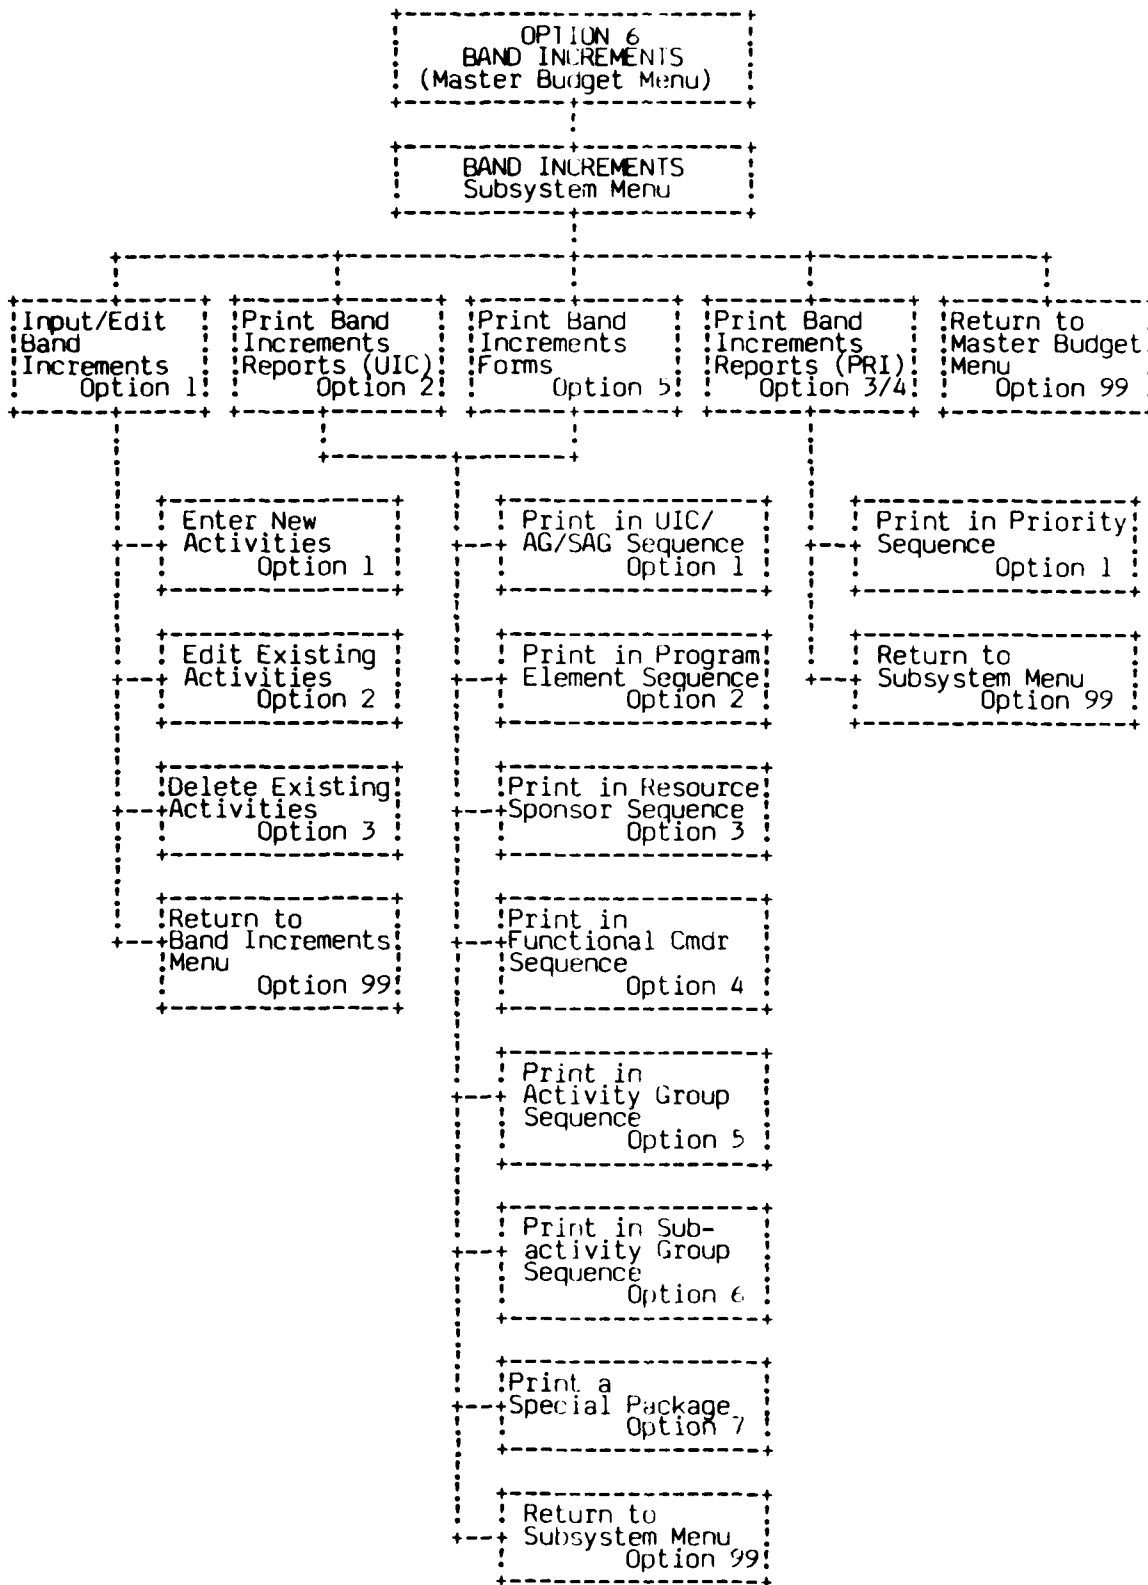 OPTION 6
BAND INCREMENTS
(Master Budget Menu)
BAND INCREMENTS
Subsystem Menu
Input/Edit
Band
Increments
Option 1
Print Band
Increments
Reports (UIC)
Option 2
Print Band
Increments
Forms
Option 5
Print Band
Increments
Reports (PRI)
Option 3/4
Return to
Master Budget
Menu
Option 99
Enter New
Activities
Option 1
Edit Existing
Activities
Option 2
Delete Existing
Activities
Option 3
Return to
Band Increments
Menu
Option 99
Print in UIC/
AG/SAG Sequence
Option 1
Print in Program
Element Sequence
Option 2
Print in Resource
Sponsor Sequence
Option 3
Print in
Functional Cmdr
Sequence
Option 4
Print in
Activity Group
Sequence
Option 5
Print in Sub-
activity Group
Sequence
Option 6
Print a
Special Package
Option 7
Return to
Subsystem Menu
Option 99
Print in Priority
Sequence
Option 1
Return to
Subsystem Menu
Option 99